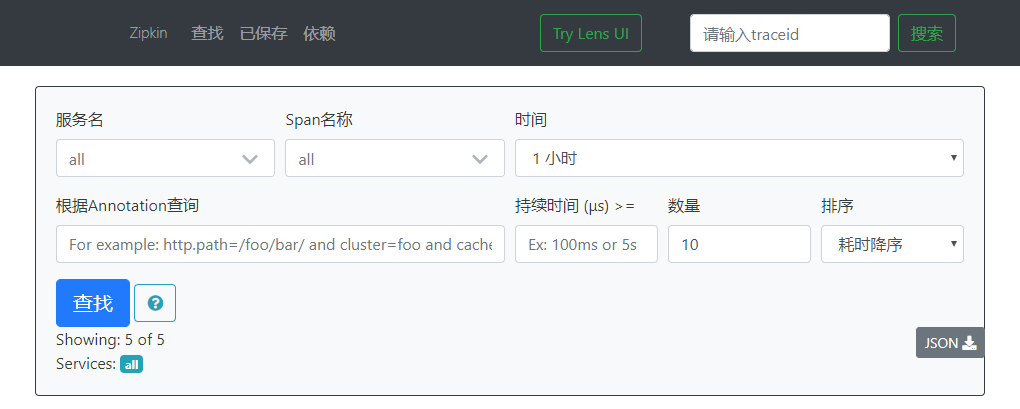 Zipkin 查找 已保存 依赖 Try Lens UI 请输入traceid 搜索
服务名 Span名称 时间
all all 1 小时
根据Annotation查询 持续时间 (μs) >= 数量 排序
For example: http.path=/foo/bar/ and cluster=foo and cache Ex: 100ms or 5s 10 耗时降序
查找
Showing: 5 of 5
Services: all
JSON